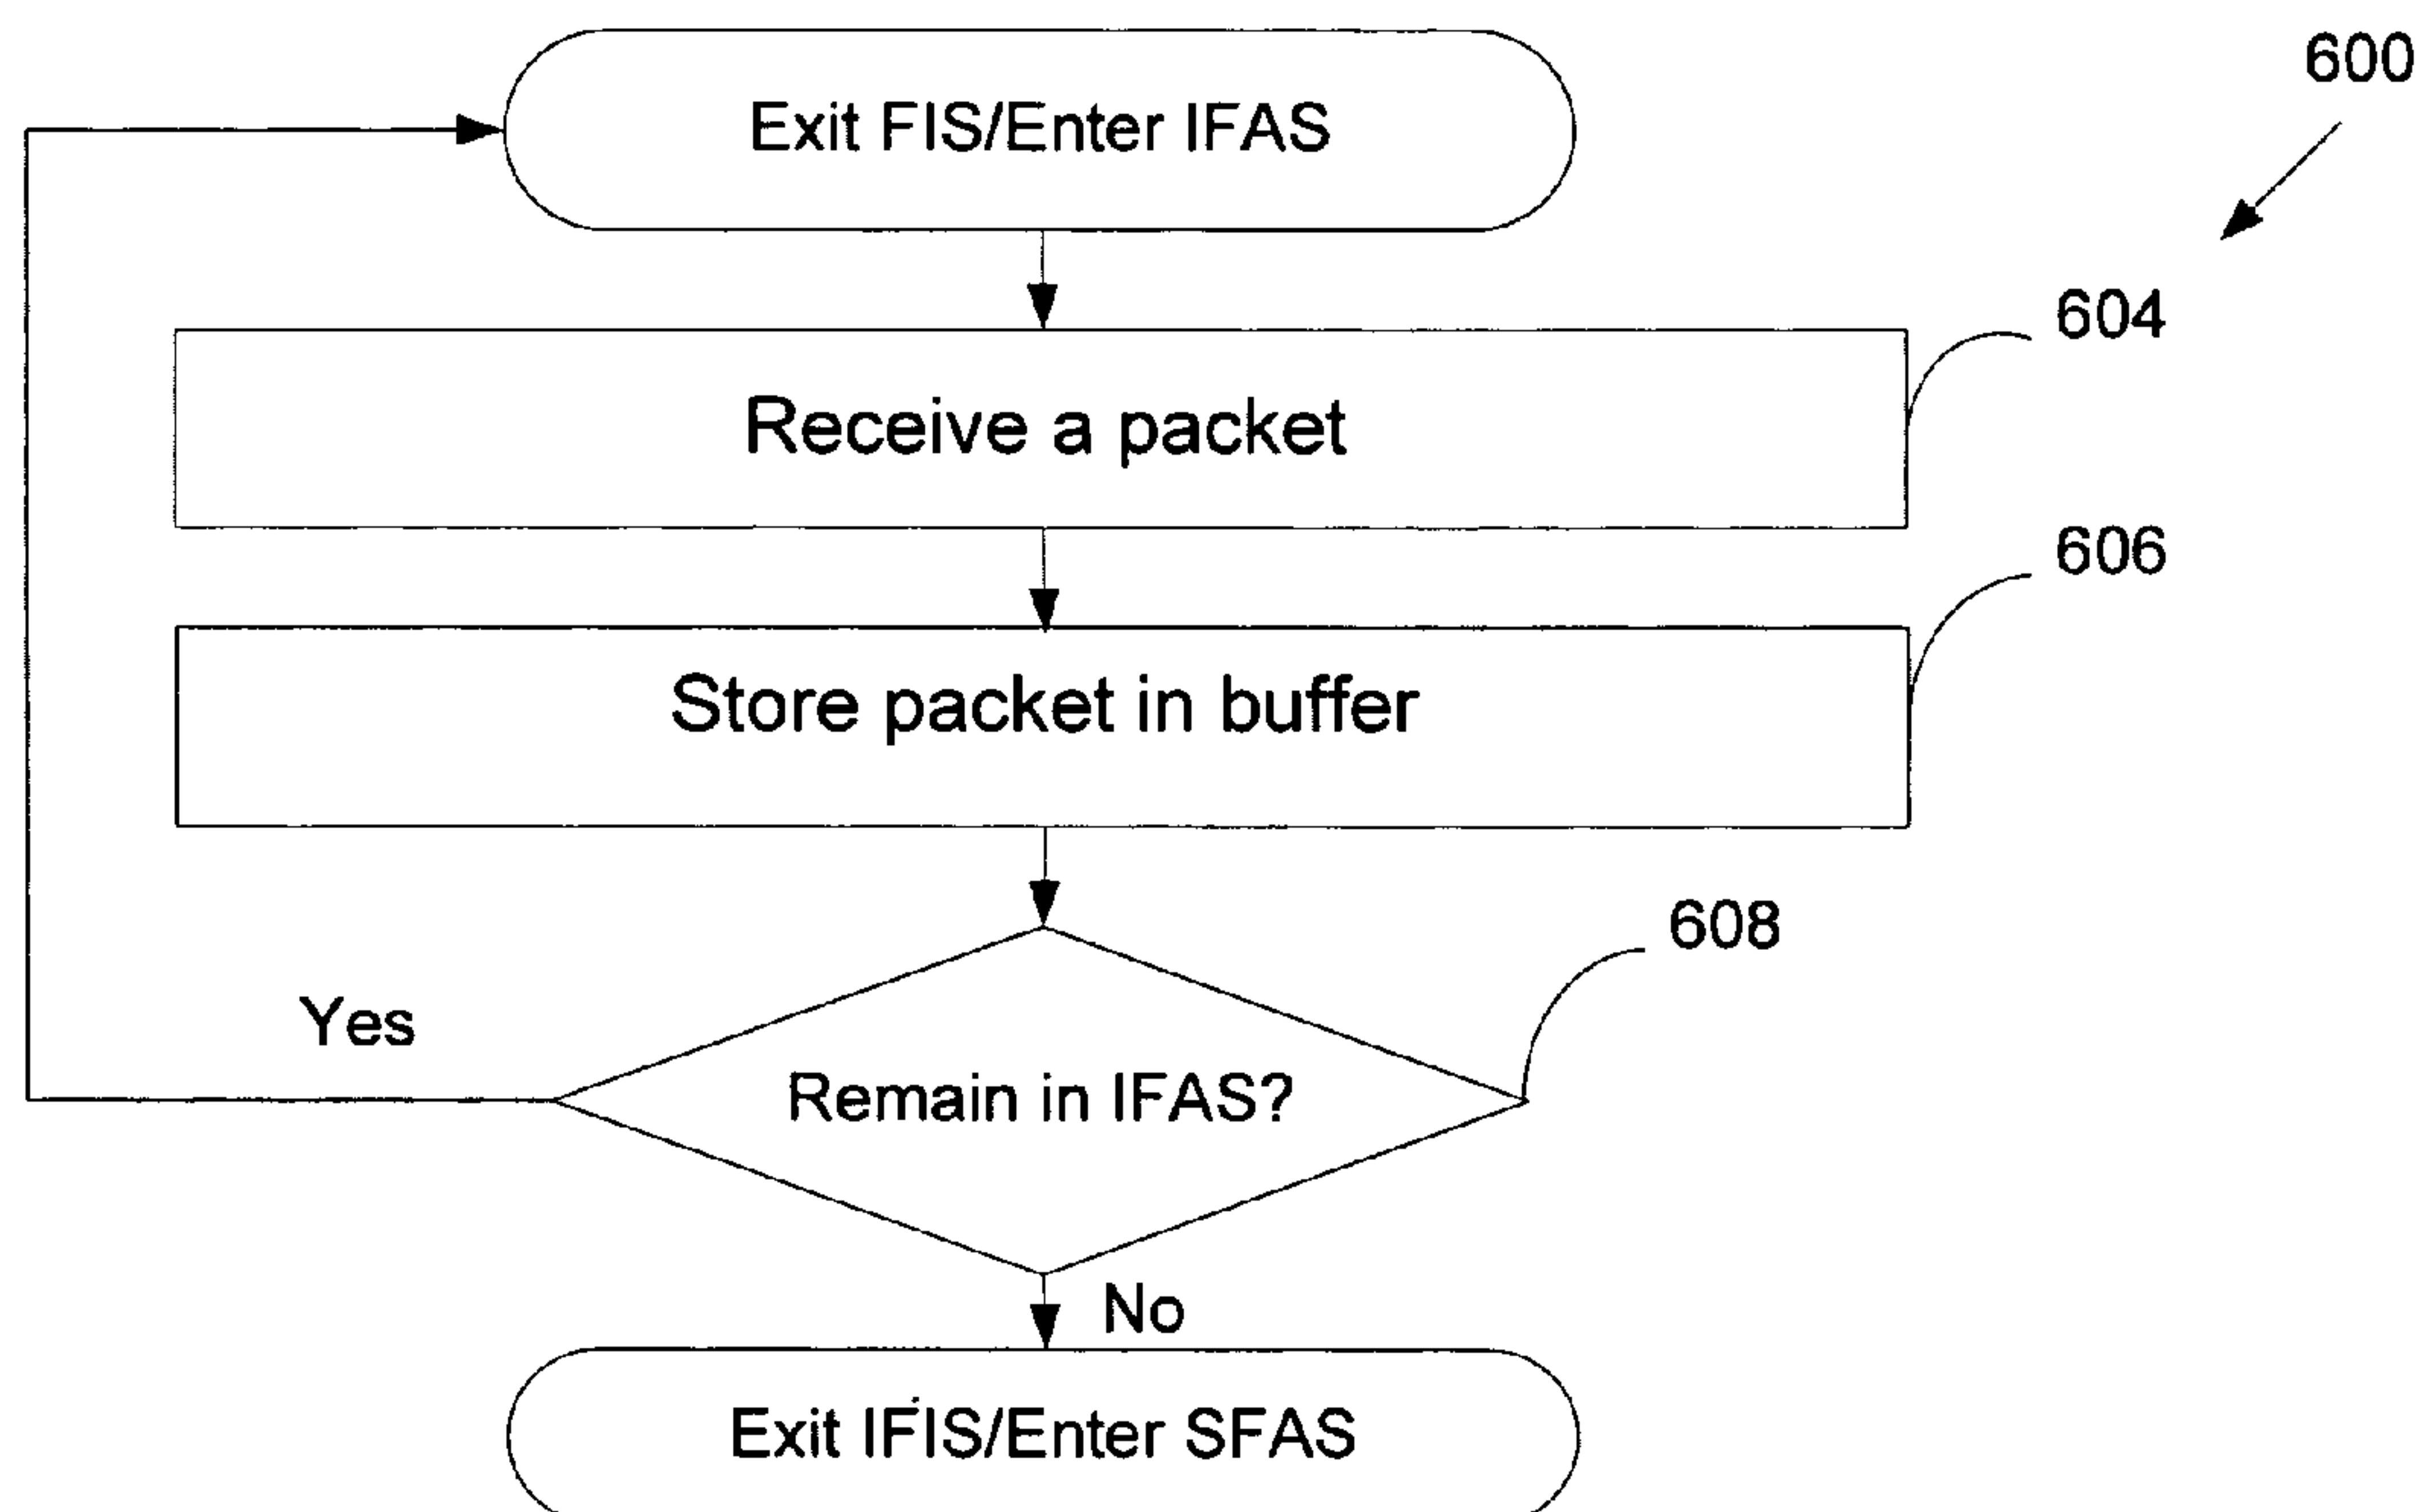 600
Exit FIS/Enter IFAS
604
Receive a packet
606
Store packet in buffer
608
Yes
Remain in IFAS?
No
Exit IFIS/Enter SFAS